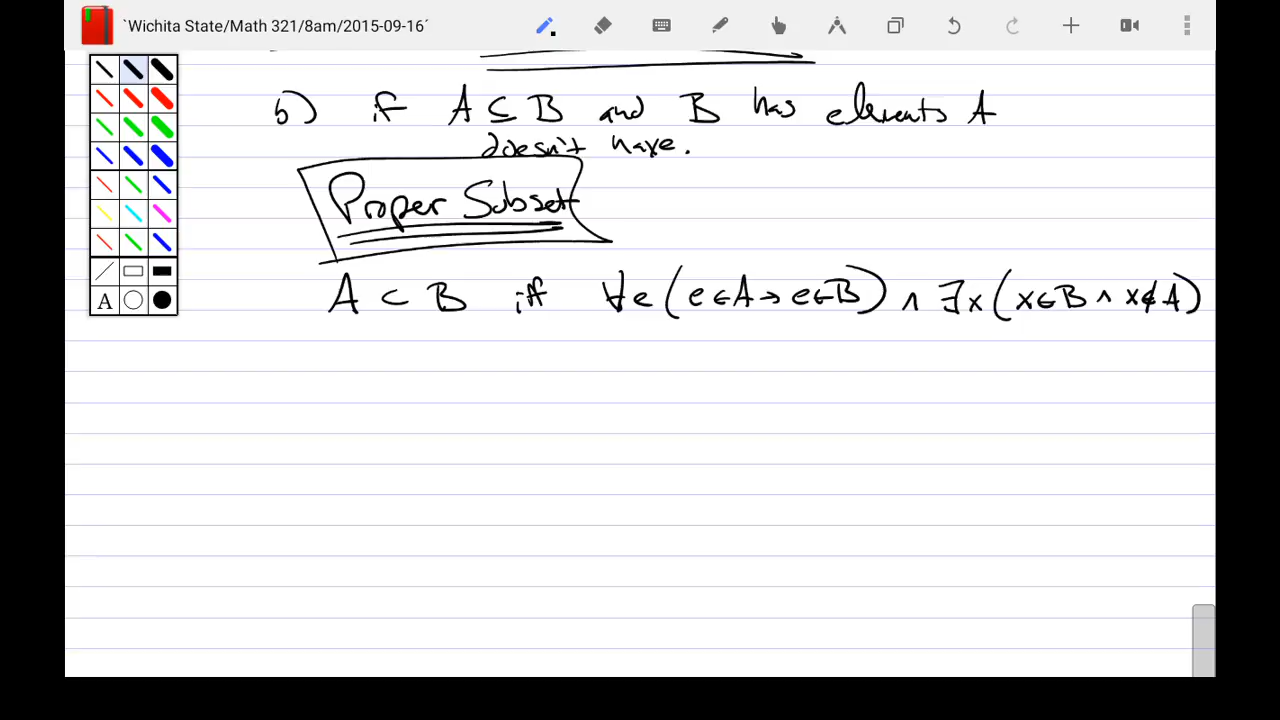 `Wichita State/Math 321/8am/2015-09-16´
5) if A ⊆ B and B has elements A
doesn't have.
Proper Subset
A ⊂ B if ∀e(e∈A→e∈B) ∧ ∃x(x∈B ∧ x∉A)
A